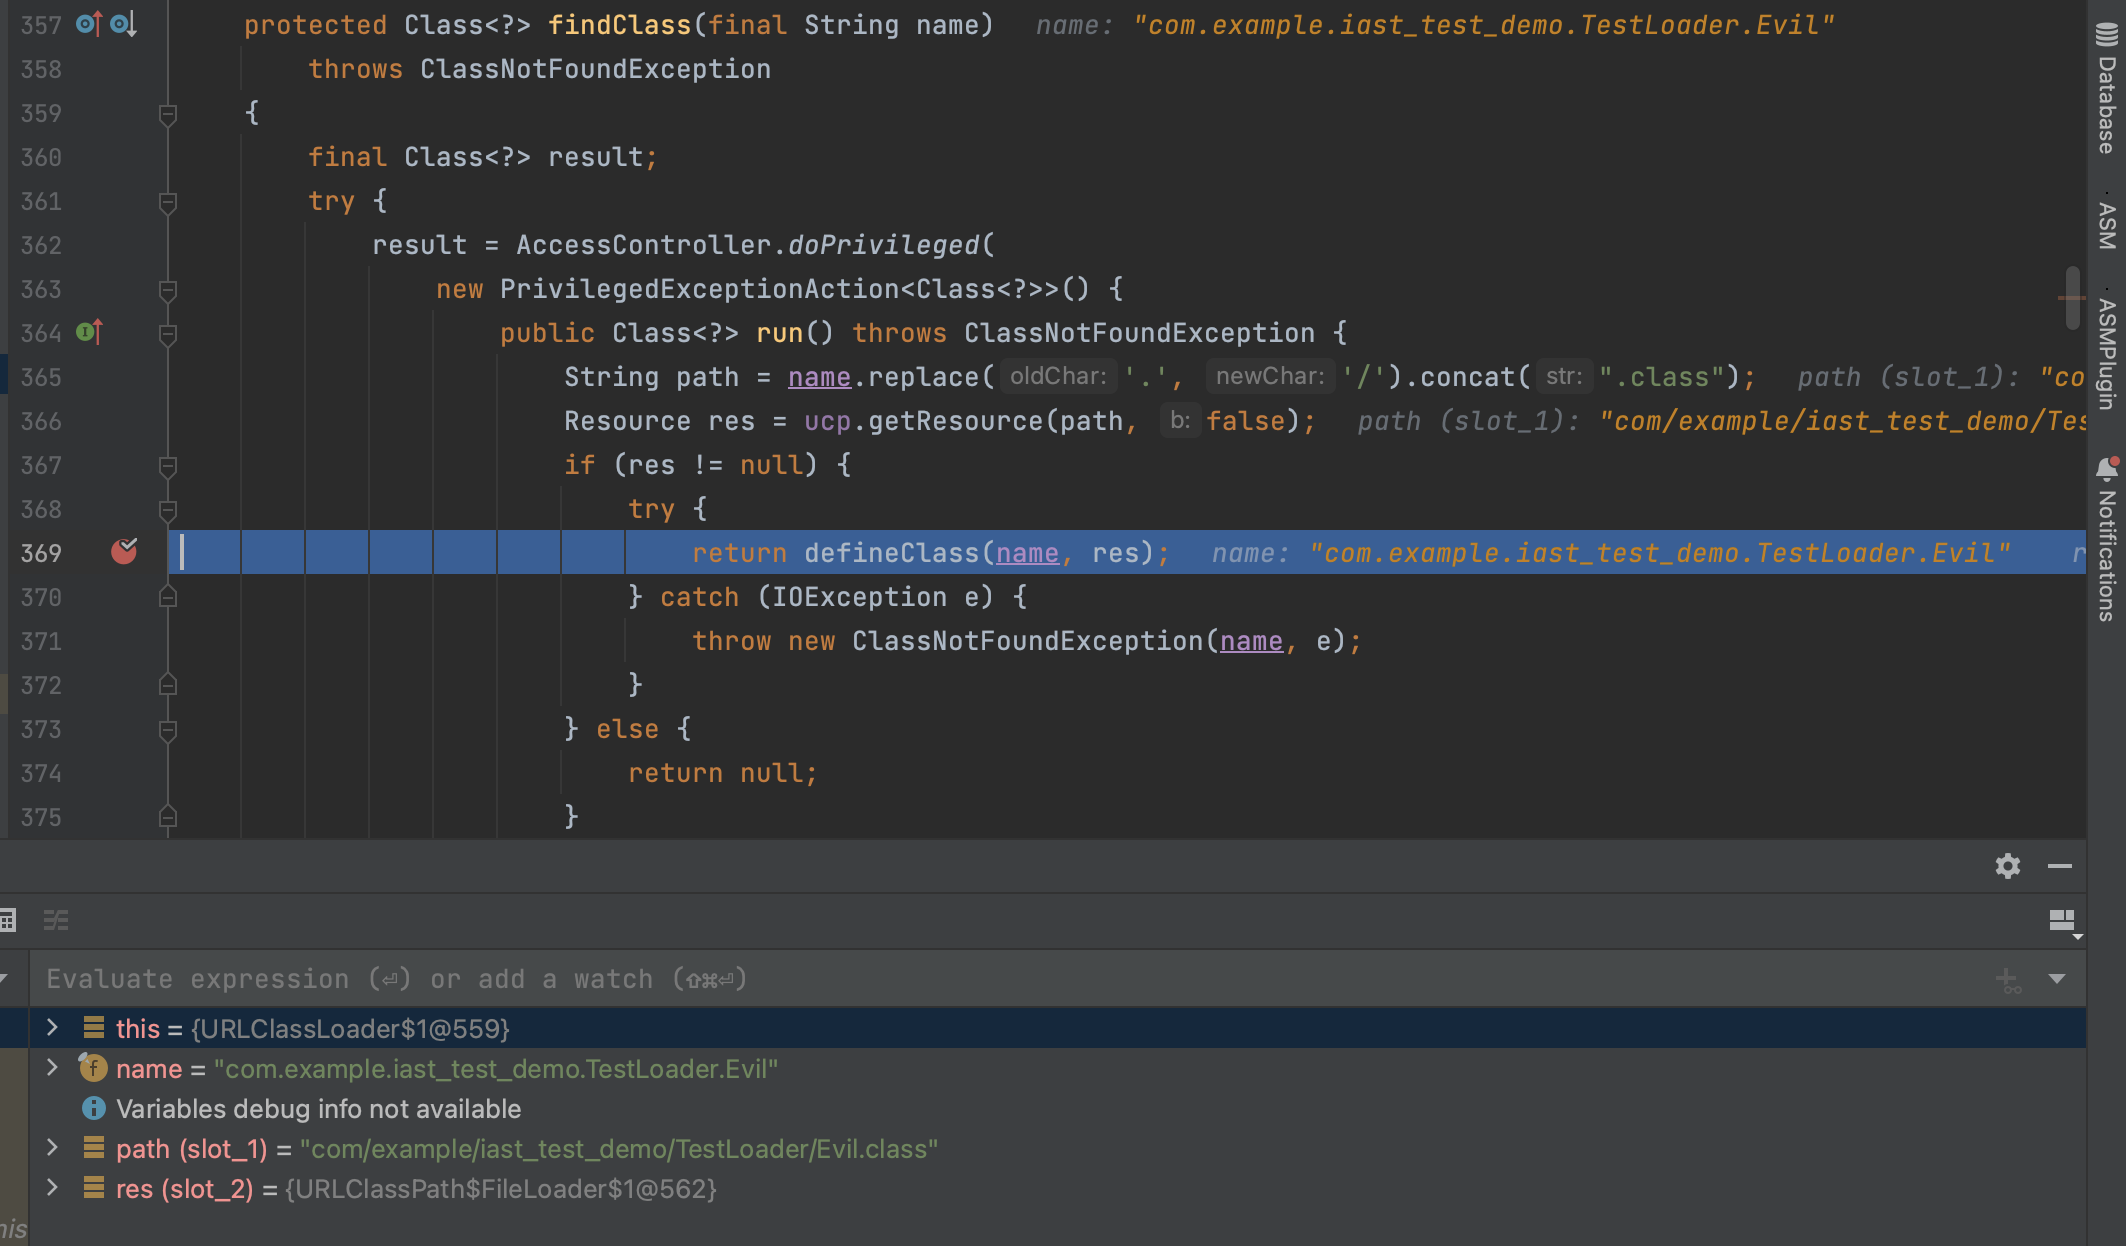 357 protected Class<?> findClass(final String name) name: "com.example.iast_test_demo.TestLoader.Evil"
358 throws ClassNotFoundException
359 {
360 final Class<?> result;
361 try {
362 result = AccessController.doPrivileged(
363 new PrivilegedExceptionAction<Class<?>>() {
364 public Class<?> run() throws ClassNotFoundException {
365 String path = name.replace( oldChar: '.', newChar: '/').concat( str: ".class"); path (slot_1): "co
366 Resource res = ucp.getResource(path, b: false); path (slot_1): "com/example/iast_test_demo/Tes
367 if (res != null) {
368 try {
369 return defineClass(name, res); name: "com.example.iast_test_demo.TestLoader.Evil" r
370 } catch (IOException e) {
371 throw new ClassNotFoundException(name, e);
372 }
373 } else {
374 return null;
375 }
Database
ASM
ASMPlugin
Notifications
Evaluate expression (⏎) or add a watch (⇧⌘⏎)
this = {URLClassLoader$1@559}
name = "com.example.iast_test_demo.TestLoader.Evil"
Variables debug info not available
path (slot_1) = "com/example/iast_test_demo/TestLoader/Evil.class"
res (slot_2) = {URLClassPath$FileLoader$1@562}